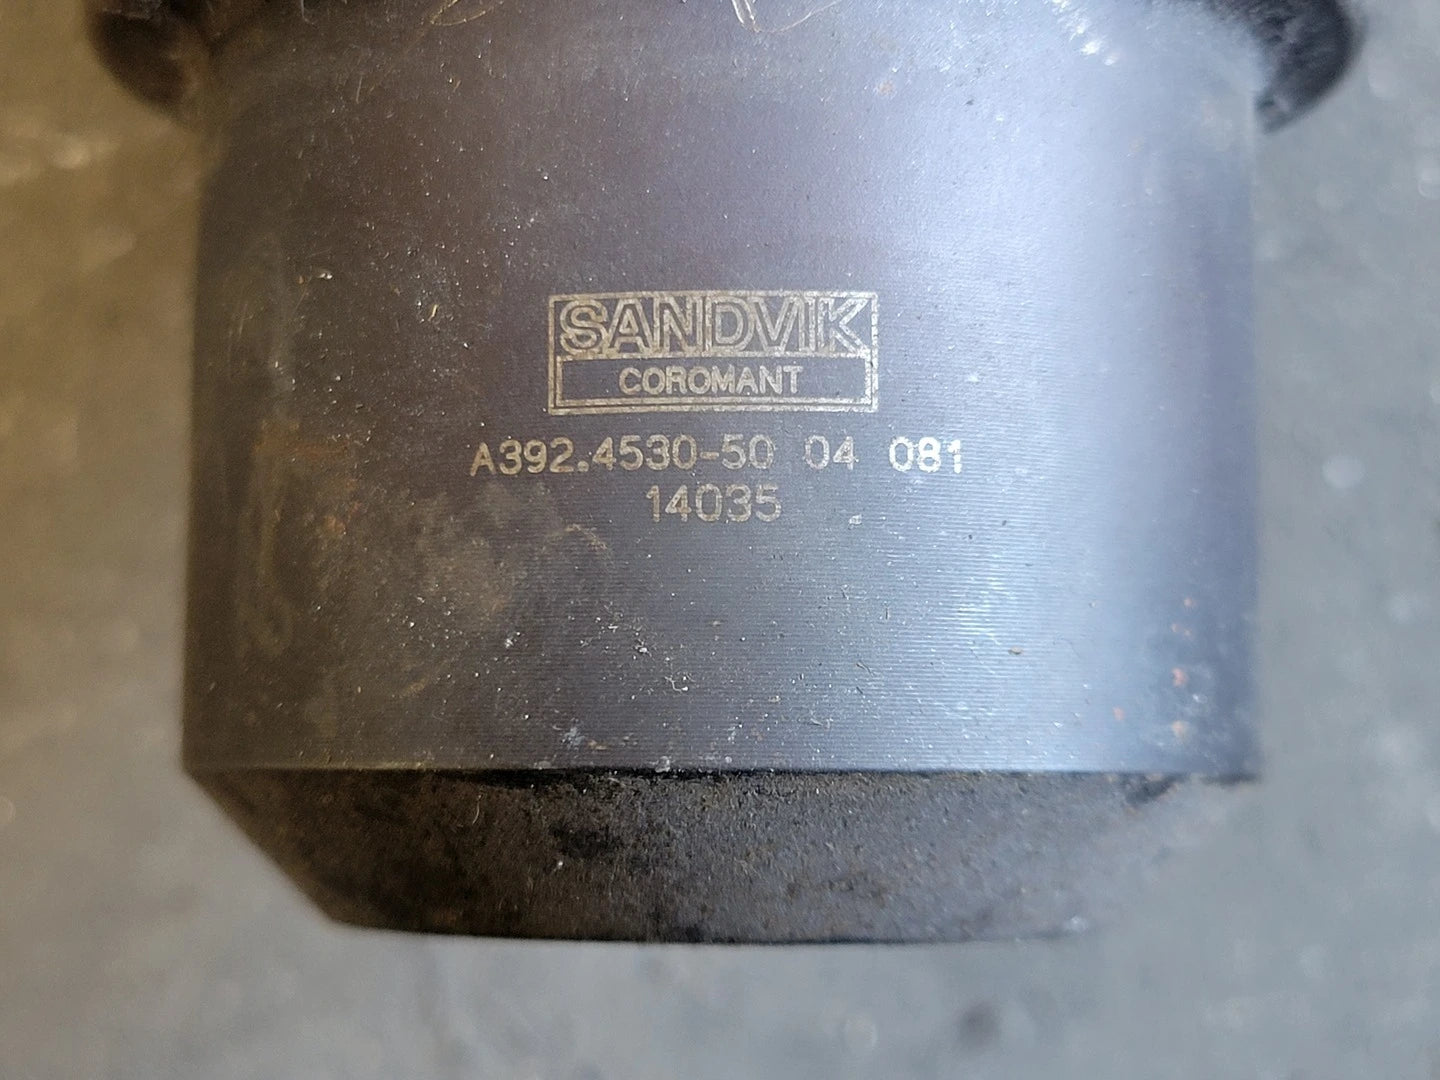 SANDVIK
COROMANT
A392.4530-50 04 081
14035